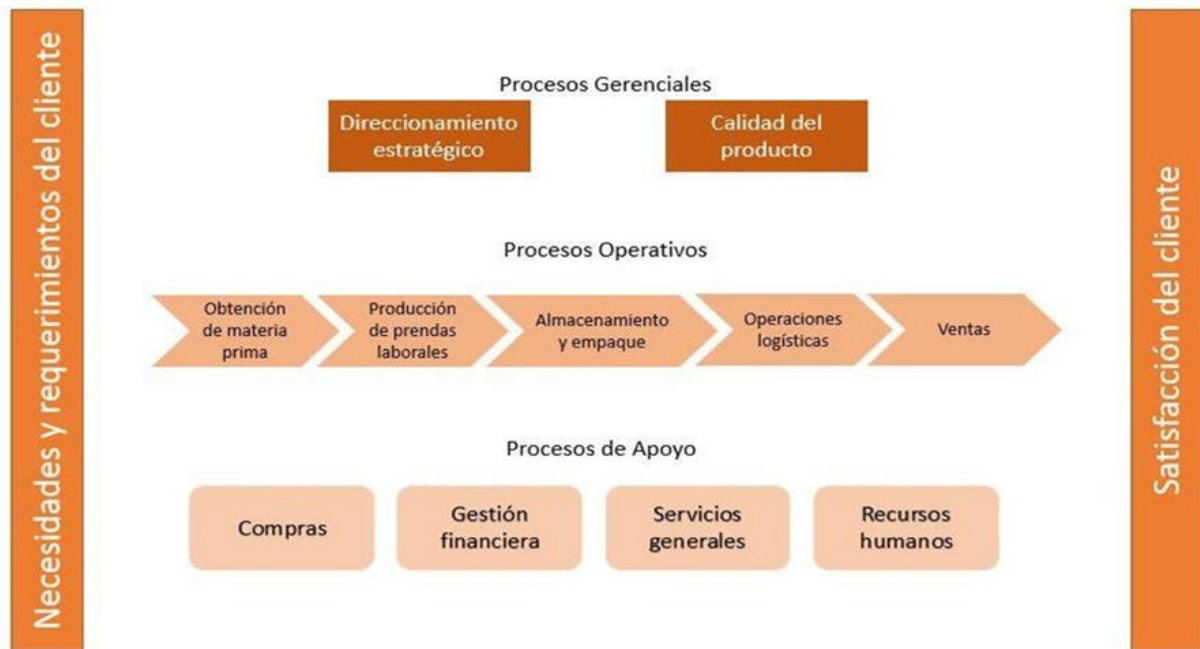 Necesidades y requerimientos del cliente
Procesos Gerenciales
Direccionamiento
estratégico
Calidad del
producto
Procesos Operativos
Obtención
de materia
prima
Producción
de prendas
laborales
Almacenamiento
y empaque
Operaciones
logísticas
Ventas
Procesos de Apoyo
Compras
Gestión
financiera
Servicios
generales
Recursos
humanos
Satisfacción del cliente